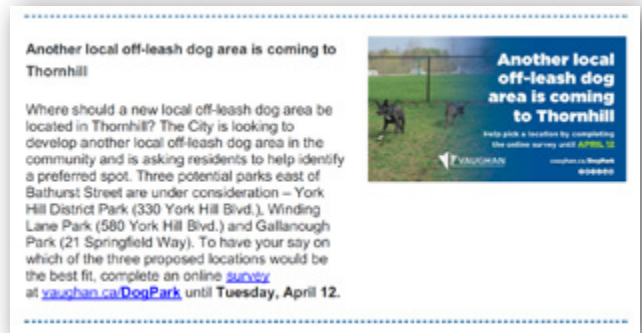 Another local off-leash dog area is coming to
Thornhill
Where should a new local off-leash dog area be
located in Thornhill? The City is looking to
develop another local off-leash dog area in the
community and is asking residents to help identify
a preferred spot. Three potential parks east of
Bathurst Street are under consideration – York
Hill District Park (330 York Hill Blvd.), Winding
Lane Park (580 York Hill Blvd.) and Gallanough
Park (21 Springfield Way). To have your say on
which of the three proposed locations would be
the best fit, complete an online survey
at vaughan.ca/DogPark until Tuesday, April 12.
Another local
off-leash dog
area is coming
to Thornhill
Help pick a location by completing
the online survey until APRIL 12
VAUGHAN
vaughan.ca/DogPark